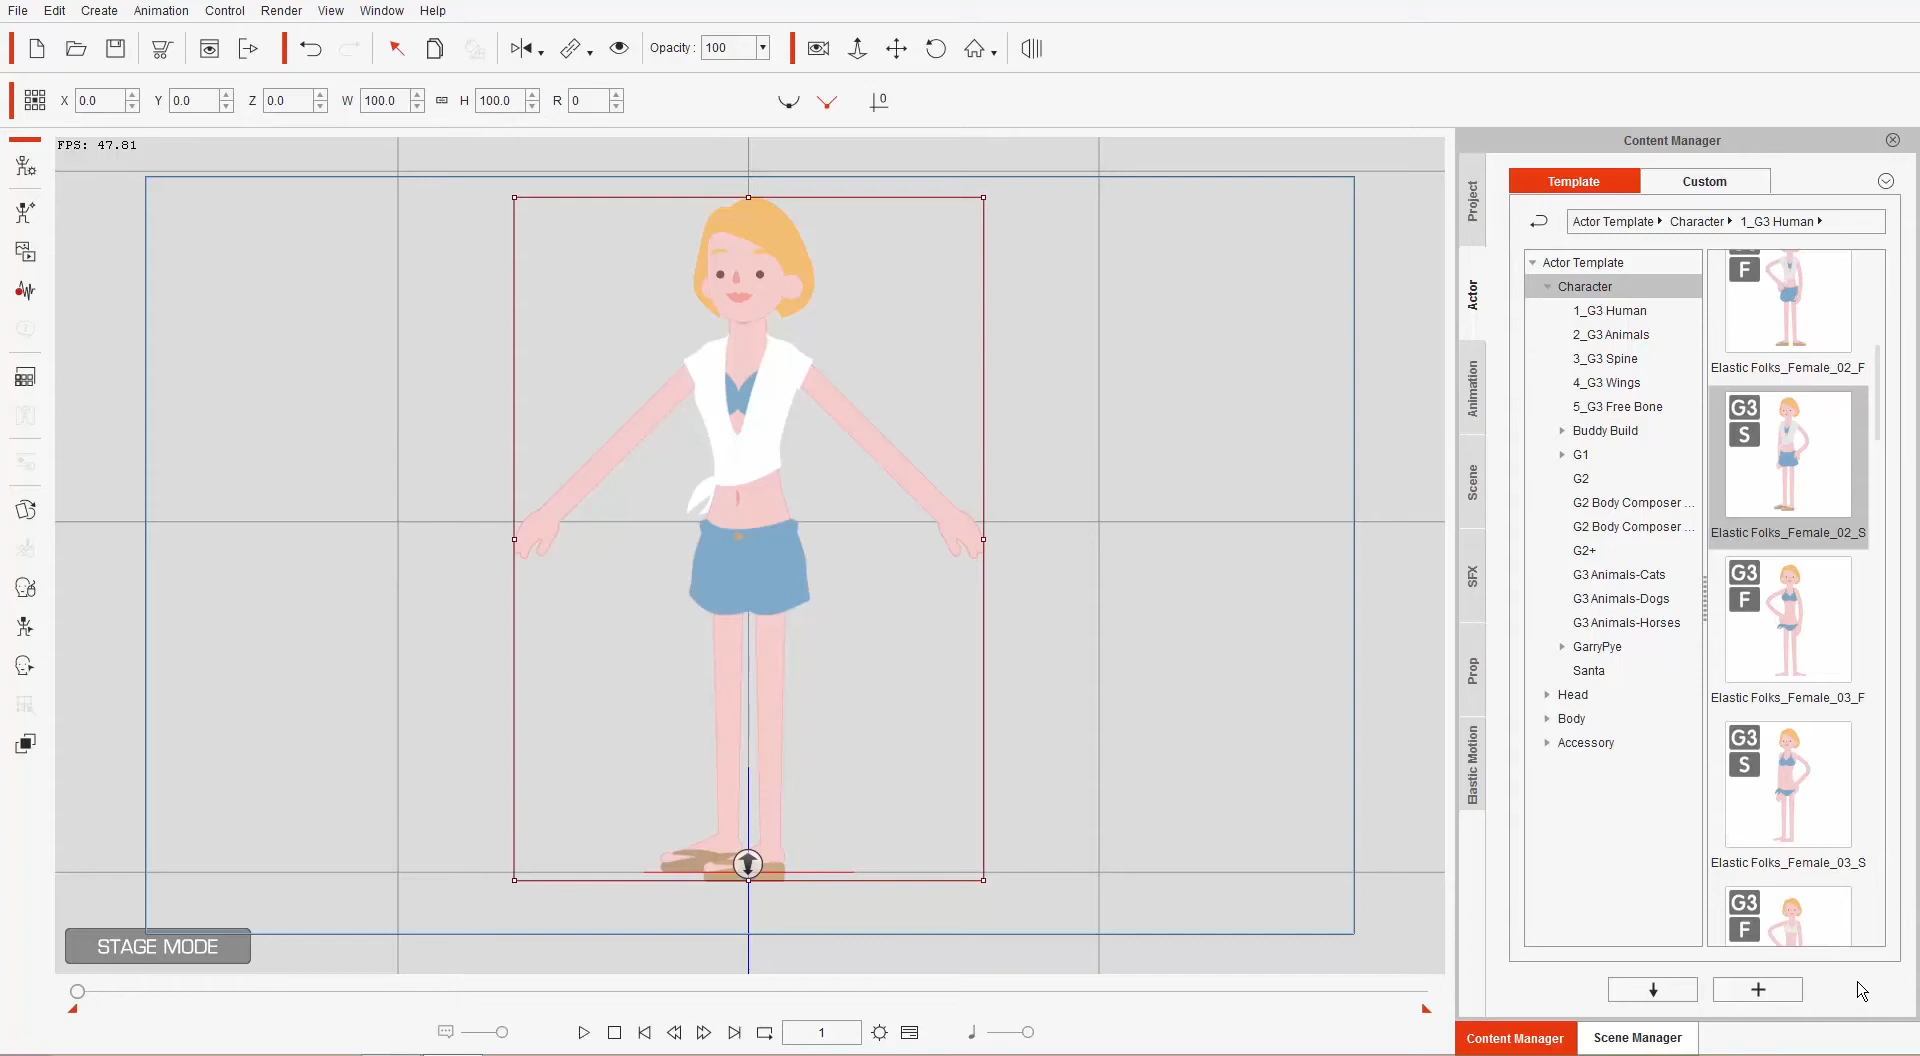 File Edit Create Animation Control Render View Window Help
Opacity : 100
X 0.0 Y 0.0 Z 0.0 W 100.0 H 100.0 R 0
0
FPS: 47.81
STAGE MODE
1
Content Manager
Template Custom
Actor Template Character 1_G3 Human
Project
Actor
Animation
Scene
SFX
Prop
Elastic Motion
Actor Template
Character
1_G3 Human
2_G3 Animals
3_G3 Spine
4_G3 Wings
5_G3 Free Bone
Buddy Build
G1
G2
G2 Body Composer ...
G2 Body Composer ...
G2+
G3 Animals-Cats
G3 Animals-Dogs
G3 Animals-Horses
GarryPye
Santa
Head
Body
Accessory
F
Elastic Folks_Female_02_F
G3
S
Elastic Folks_Female_02_S
G3
F
Elastic Folks_Female_03_F
G3
S
Elastic Folks_Female_03_S
G3
F
Content Manager Scene Manager